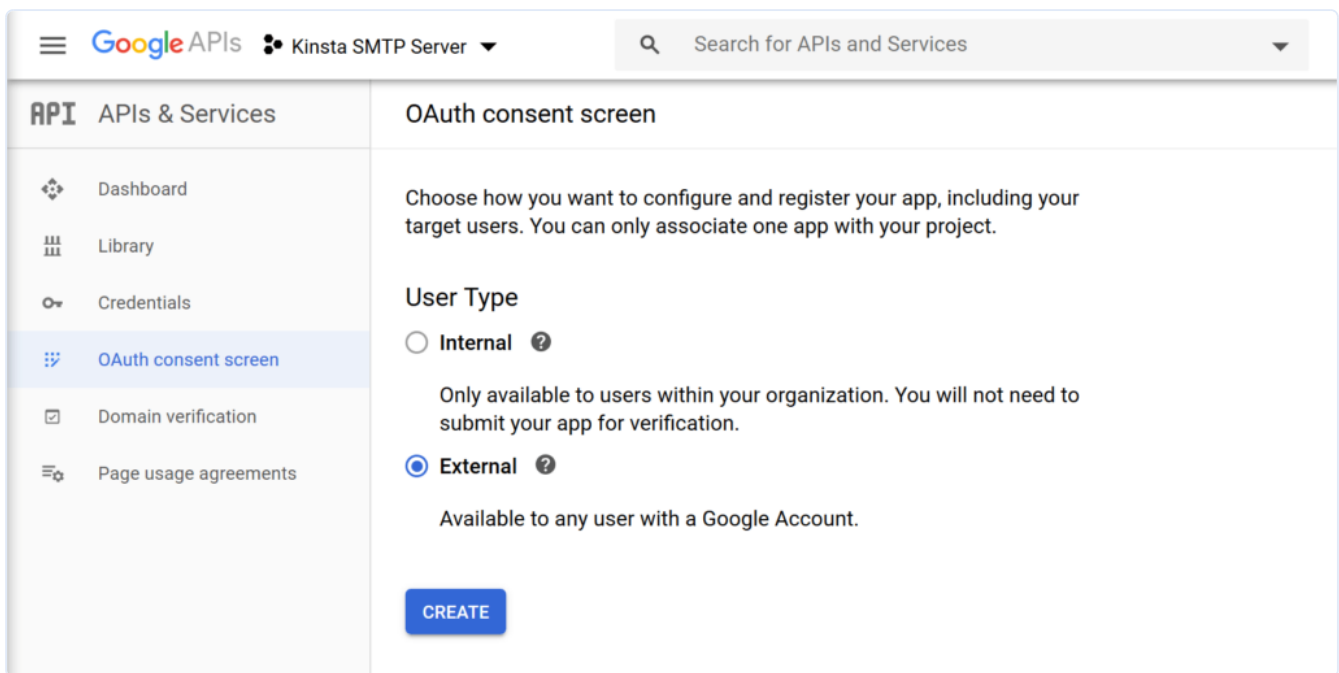 Google APIs Kinsta SMTP Server Search for APIs and Services
API APIs & Services
OAuth consent screen
Dashboard
Library
Credentials
OAuth consent screen
Domain verification
Page usage agreements
Choose how you want to configure and register your app, including your
target users. You can only associate one app with your project.
User Type
Internal
Only available to users within your organization. You will not need to
submit your app for verification.
External
Available to any user with a Google Account.
CREATE